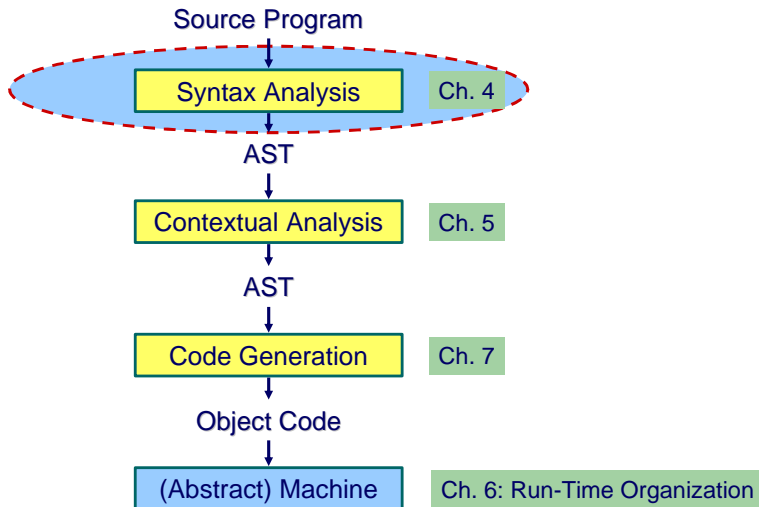 Source Program
Syntax Analysis Ch. 4
AST
Contextual Analysis Ch. 5
AST
Code Generation Ch. 7
Object Code
(Abstract) Machine Ch. 6: Run-Time Organization